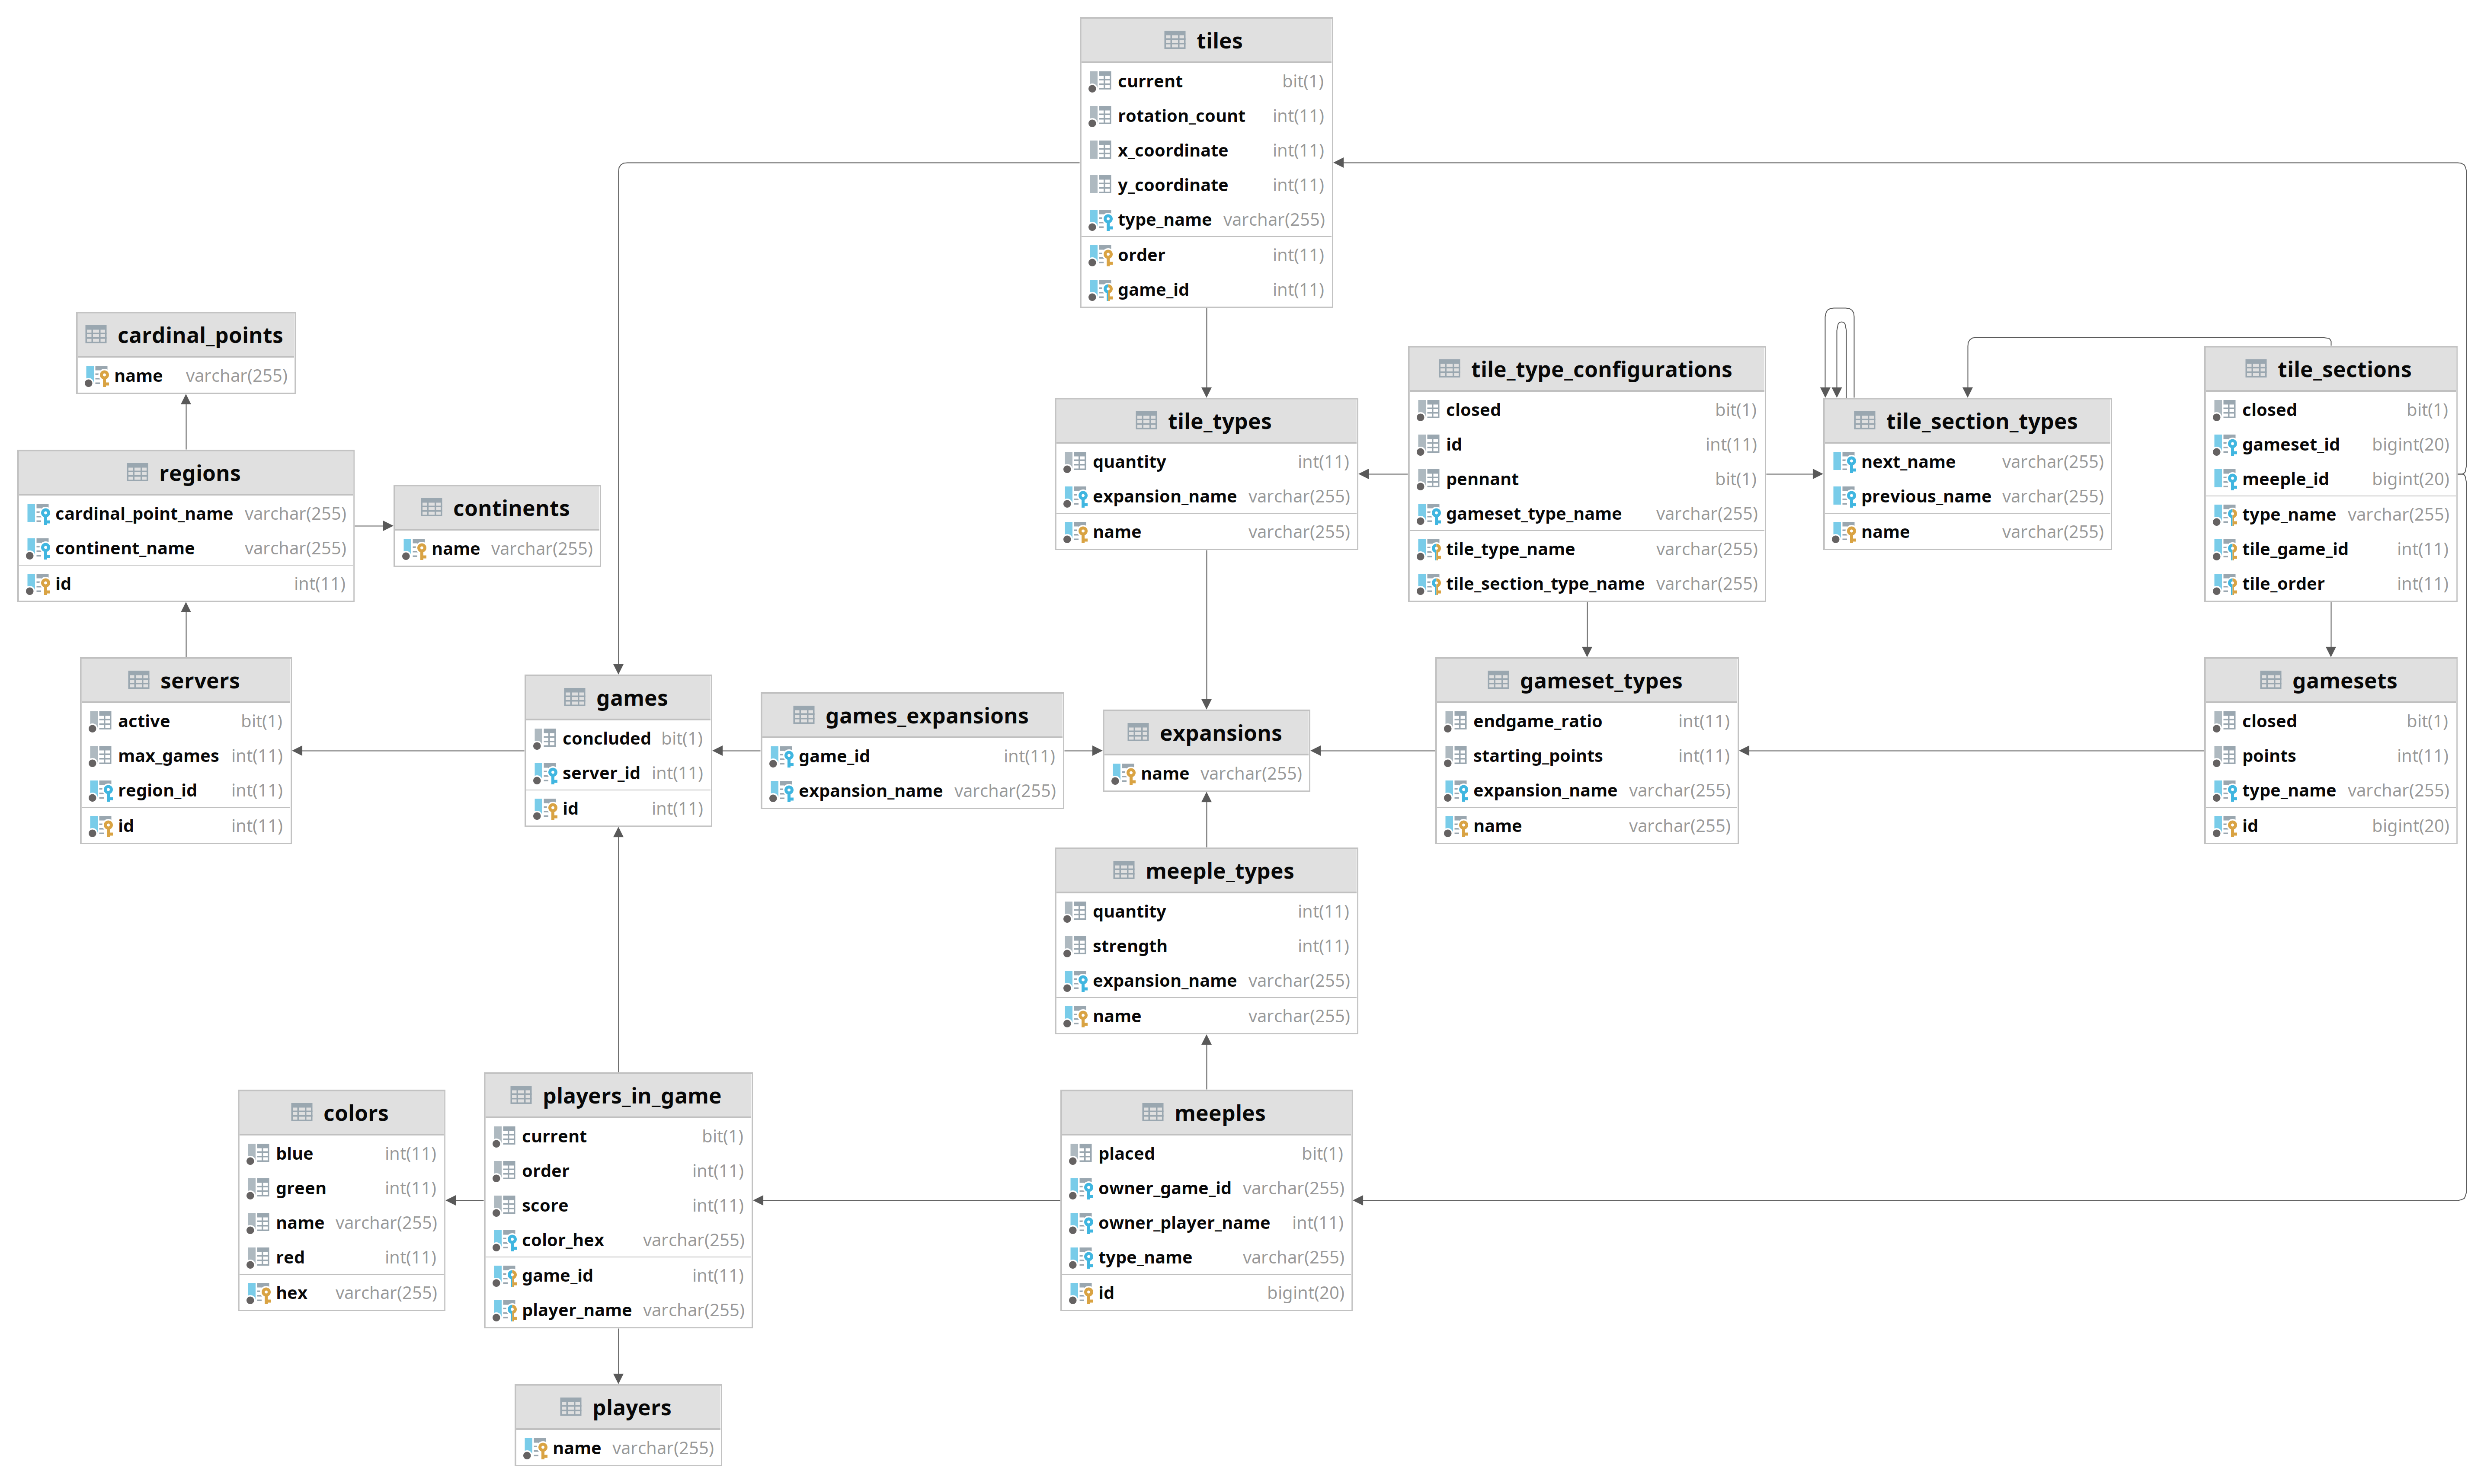 tiles
current bit(1)
rotation_count int(11)
x_coordinate int(11)
y_coordinate int(11)
type_name varchar(255)
order int(11)
game_id int(11)
cardinal_points
name varchar(255)
regions
cardinal_point_name varchar(255)
continent_name varchar(255)
id int(11)
continents
name varchar(255)
tile_types
quantity int(11)
expansion_name varchar(255)
name varchar(255)
tile_type_configurations
closed bit(1)
id int(11)
pennant bit(1)
gameset_type_name varchar(255)
tile_type_name varchar(255)
tile_section_type_name varchar(255)
tile_section_types
next_name varchar(255)
previous_name varchar(255)
name varchar(255)
tile_sections
closed bit(1)
gameset_id bigint(20)
meeple_id bigint(20)
type_name varchar(255)
tile_game_id int(11)
tile_order int(11)
servers
active bit(1)
max_games int(11)
region_id int(11)
id int(11)
games
concluded bit(1)
server_id int(11)
id int(11)
games_expansions
game_id int(11)
expansion_name varchar(255)
expansions
name varchar(255)
gameset_types
endgame_ratio int(11)
starting_points int(11)
expansion_name varchar(255)
name varchar(255)
gamesets
closed bit(1)
points int(11)
type_name varchar(255)
id bigint(20)
meeple_types
quantity int(11)
strength int(11)
expansion_name varchar(255)
name varchar(255)
colors
blue int(11)
green int(11)
name varchar(255)
red int(11)
hex varchar(255)
players_in_game
current bit(1)
order int(11)
score int(11)
color_hex varchar(255)
game_id int(11)
player_name varchar(255)
meeples
placed bit(1)
owner_game_id varchar(255)
owner_player_name int(11)
type_name varchar(255)
id bigint(20)
players
name varchar(255)